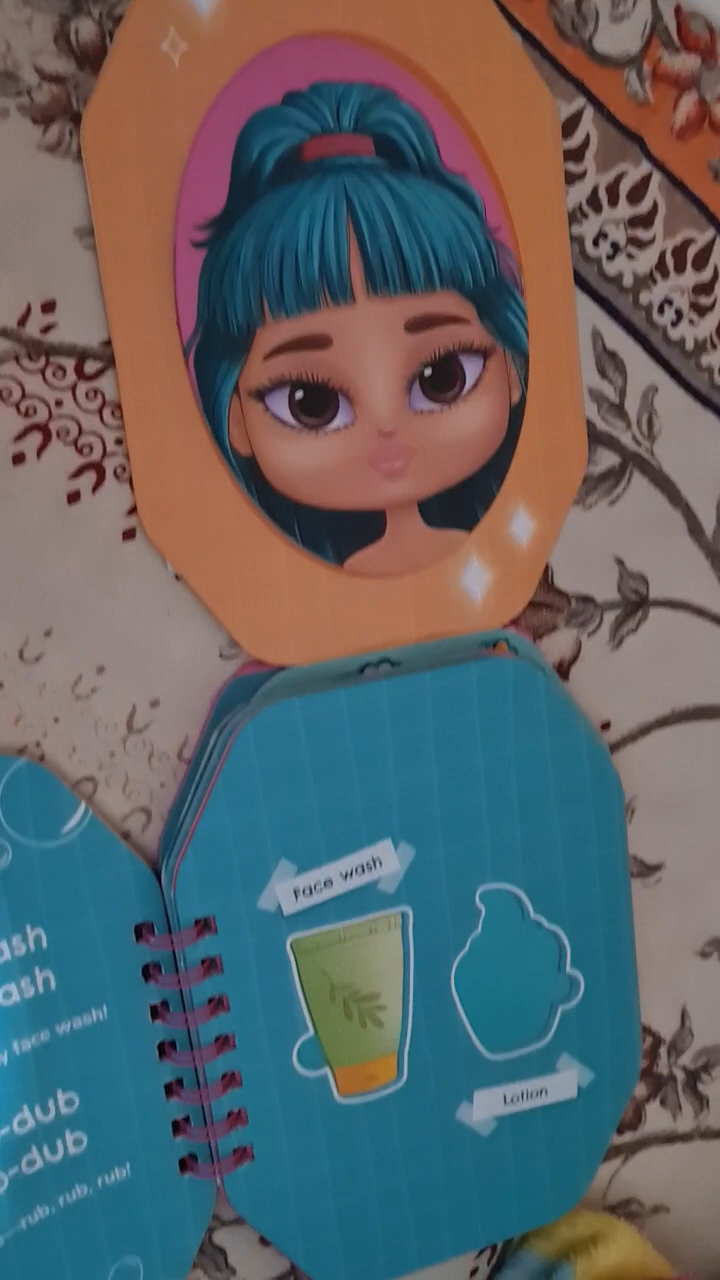 ash
ash
y face wash!
-dub
-dub
rub, rub, rub!
Face wash
Lotion